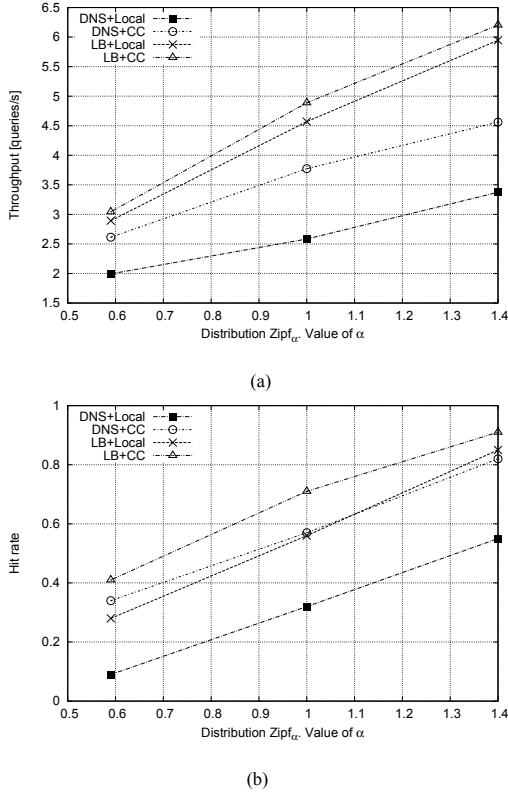 DNS+Local
DNS+CC
LB+Local
LB+CC
6.5
6
5.5
5
4.5
4
3.5
3
2.5
2
1.5
Throughput [queries/s]
0.5 0.6 0.7 0.8 0.9 1 1.1 1.2 1.3 1.4
Distribution Zipfα. Value of α
(a)
DNS+Local
DNS+CC
LB+Local
LB+CC
1
0.8
0.6
0.4
0.2
0
Hit rate
0.5 0.6 0.7 0.8 0.9 1 1.1 1.2 1.3 1.4
Distribution Zipfα. Value of α
(b)